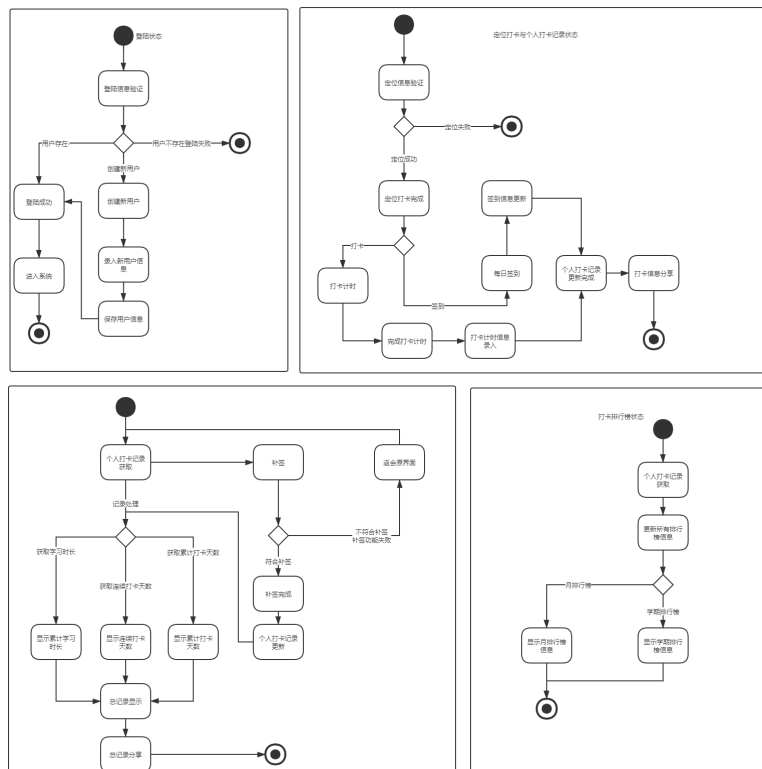 登陆状态
登陆信息验证
用户存在
用户不存在登陆失败
创建新用户
登陆成功
创建新用户
录入新用户信
息
进入系统
保存用户信息
定位打卡与个人打卡记录状态
定位信息验证
定位失败
定位成功
定位打卡完成
签到信息更新
打卡
打卡计时
每日签到
个人打卡记录
更新完成
打卡信息分享
签到
完成打卡计时
打卡计时信息
录入
个人打卡记录
获取
补签
返会原界面
记录处理
不符合补签
补签功能失败
获取学习时长
获取累计打卡天数
符合补签
获取连续打卡天数
补签完成
显示累计学习
时长
显示连续打卡
天数
显示累计打卡
天数
个人打卡记录
更新
总记录显示
总记录分享
打卡排行榜状态
个人打卡记录
获取
更新所有排行
榜信息
月排行榜
学期排行榜
显示月排行榜
信息
显示学期排行
榜信息